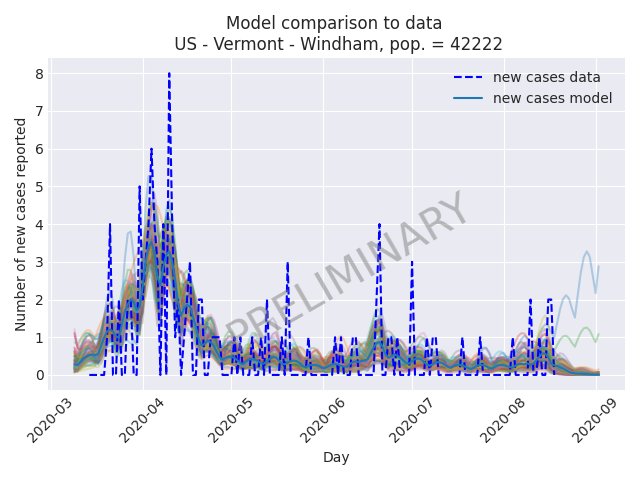 Model comparison to data
US - Vermont - Windham, pop. = 42222
Number of new cases reported
8
7
6
5
4
3
2
1
0
new cases data
new cases model
PRELIMINARY
2020-03
2020-04
2020-05
2020-06
2020-07
2020-08
2020-09
Day